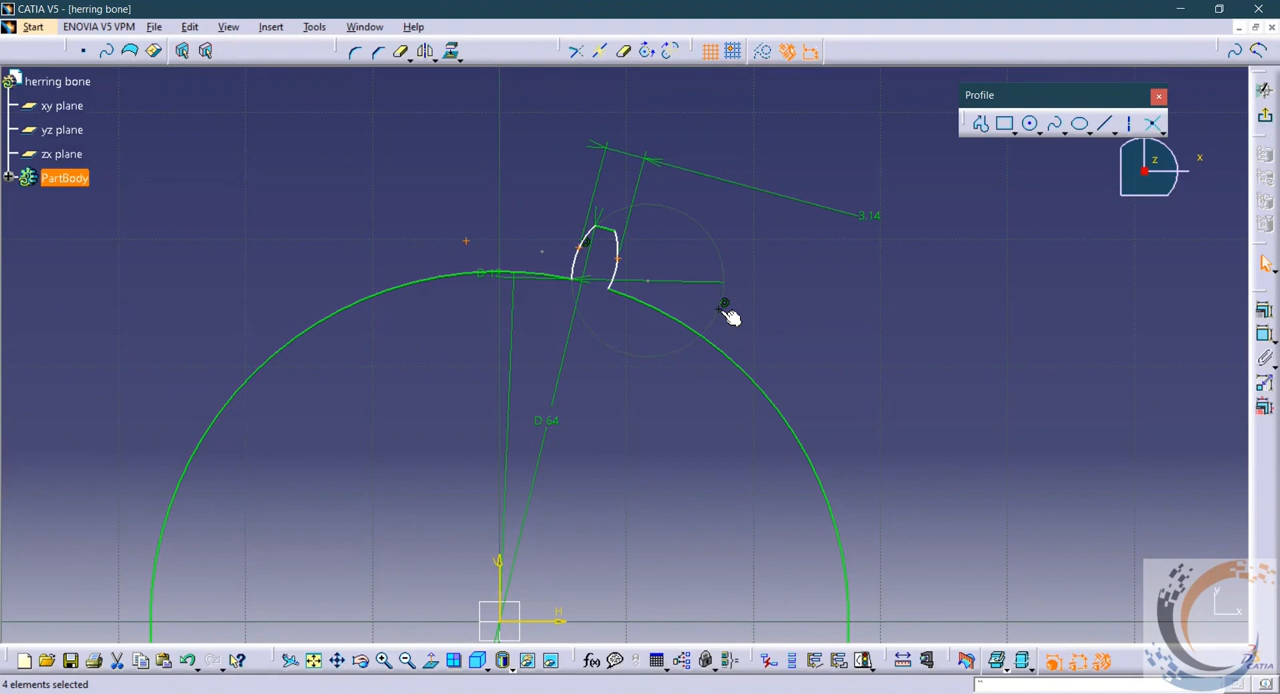 CATIA V5 - [herring bone]
Start ENOVIA V5 VPM File Edit View Insert Tools Window Help
herring bone
xy plane
yz plane
zx plane
PartBody
Profile
z
x
3.14
D 64
V
H
y
x
f(x)
CATIA
4 elements selected